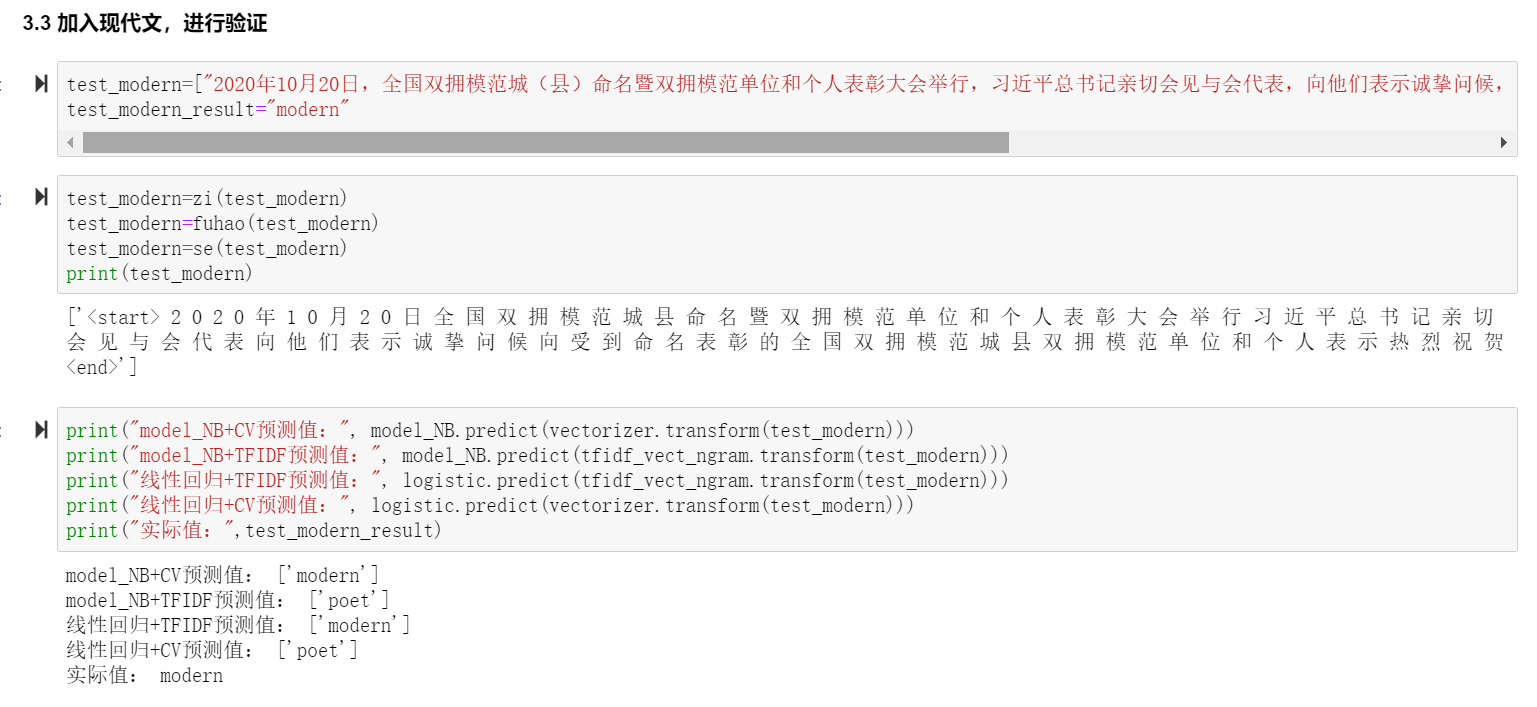 3.3 加入现代文，进行验证
test_modern=["2020年10月20日，全国双拥模范城（县）命名暨双拥模范单位和个人表彰大会举行，习近平总书记亲切会见与会代表，向他们表示诚挚问候，
test_modern_result="modern"
test_modern=zi(test_modern)
test_modern=fuhao(test_modern)
test_modern=se(test_modern)
print(test_modern)
['<start> 2 0 2 0 年 1 0 月 2 0 日 全 国 双 拥 模 范 城 县 命 名 暨 双 拥 模 范 单 位 和 个 人 表 彰 大 会 举 行 习 近 平 总 书 记 亲 切
会 见 与 会 代 表 向 他 们 表 示 诚 挚 问 候 向 受 到 命 名 表 彰 的 全 国 双 拥 模 范 城 县 双 拥 模 范 单 位 和 个 人 表 示 热 烈 祝 贺
<end>']
print("model_NB+CV预测值：", model_NB.predict(vectorizer.transform(test_modern)))
print("model_NB+TFIDF预测值：", model_NB.predict(tfidf_vect_ngram.transform(test_modern)))
print("线性回归+TFIDF预测值：", logistic.predict(tfidf_vect_ngram.transform(test_modern)))
print("线性回归+CV预测值：", logistic.predict(vectorizer.transform(test_modern)))
print("实际值：",test_modern_result)
model_NB+CV预测值： ['modern']
model_NB+TFIDF预测值： ['poet']
线性回归+TFIDF预测值： ['modern']
线性回归+CV预测值： ['poet']
实际值： modern